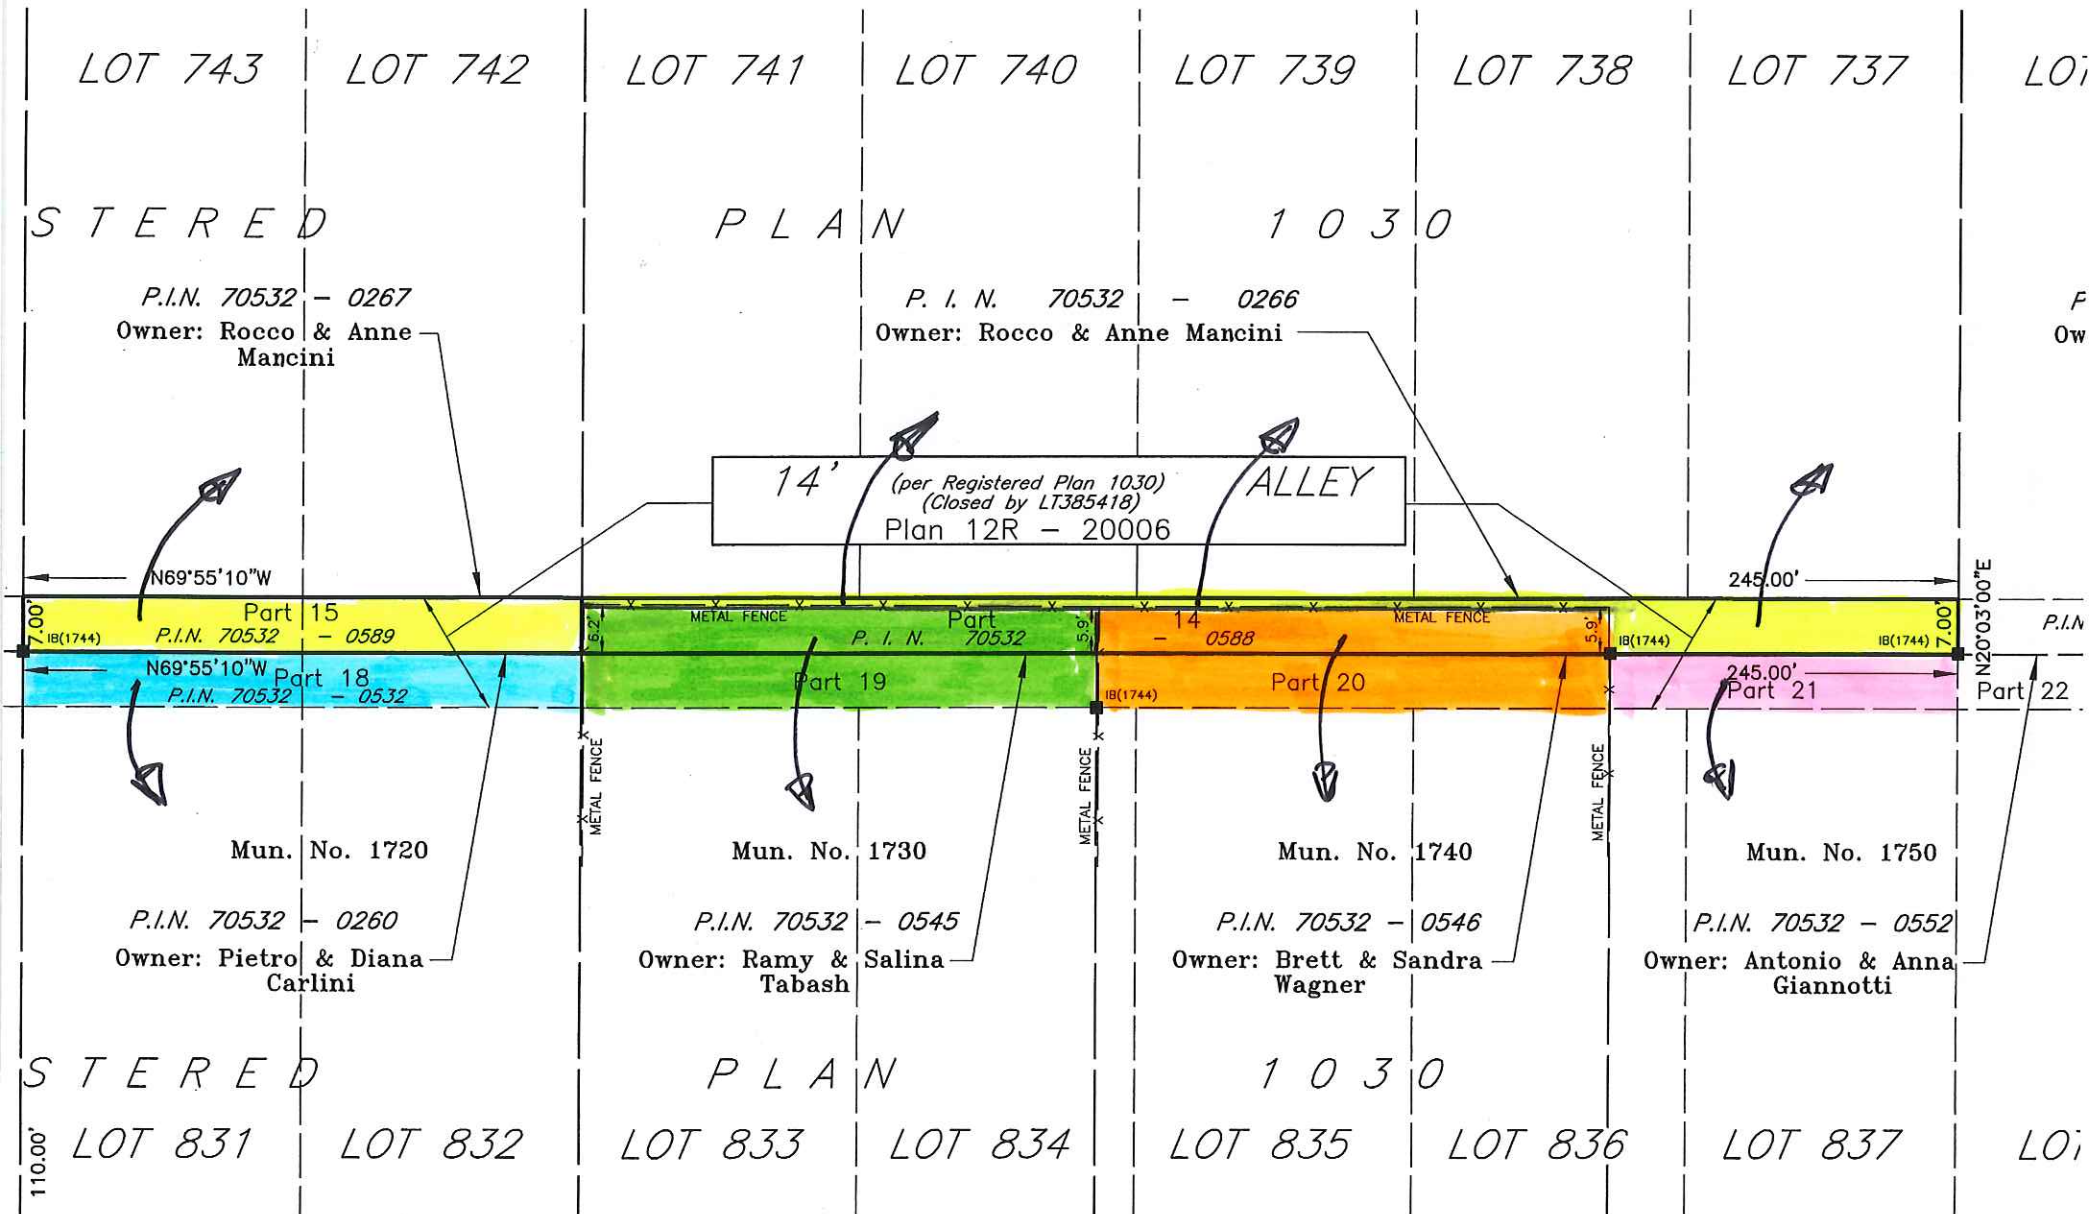 LOT 743 LOT 742 LOT 741 LOT 740 LOT 739 LOT 738 LOT 737 LOT
STERED PLAN 1030
P.I.N. 70532 - 0267
Owner: Rocco & Anne
Mancini
P. I. N. 70532 - 0266
Owner: Rocco & Anne Mancini
P
Ow
14' ALLEY
(per Registered Plan 1030)
(Closed by LT385418)
Plan 12R - 20006
N69°55'10"W
245.00'
N20°03'00"E
7.00'
Part 15
P.I.N. 70532 - 0589
IB(1744)
6.2'
METAL FENCE
Part 14
P. I. N. 70532 - 0588
5.9'
METAL FENCE
5.9'
IB(1744)
IB(1744)
7.00'
P.I.N
N69°55'10"W
Part 18
P.I.N. 70532 - 0532
Part 19
IB(1744)
Part 20
245.00'
Part 21
Part 22
METAL FENCE
METAL FENCE
METAL FENCE
Mun. No. 1720
Mun. No. 1730
Mun. No. 1740
Mun. No. 1750
P.I.N. 70532 - 0260
Owner: Pietro & Diana
Carlini
P.I.N. 70532 - 0545
Owner: Ramy & Salina
Tabash
P.I.N. 70532 - 0546
Owner: Brett & Sandra
Wagner
P.I.N. 70532 - 0552
Owner: Antonio & Anna
Giannotti
STERED PLAN 1030
110.00'
LOT 831 LOT 832 LOT 833 LOT 834 LOT 835 LOT 836 LOT 837 LOT